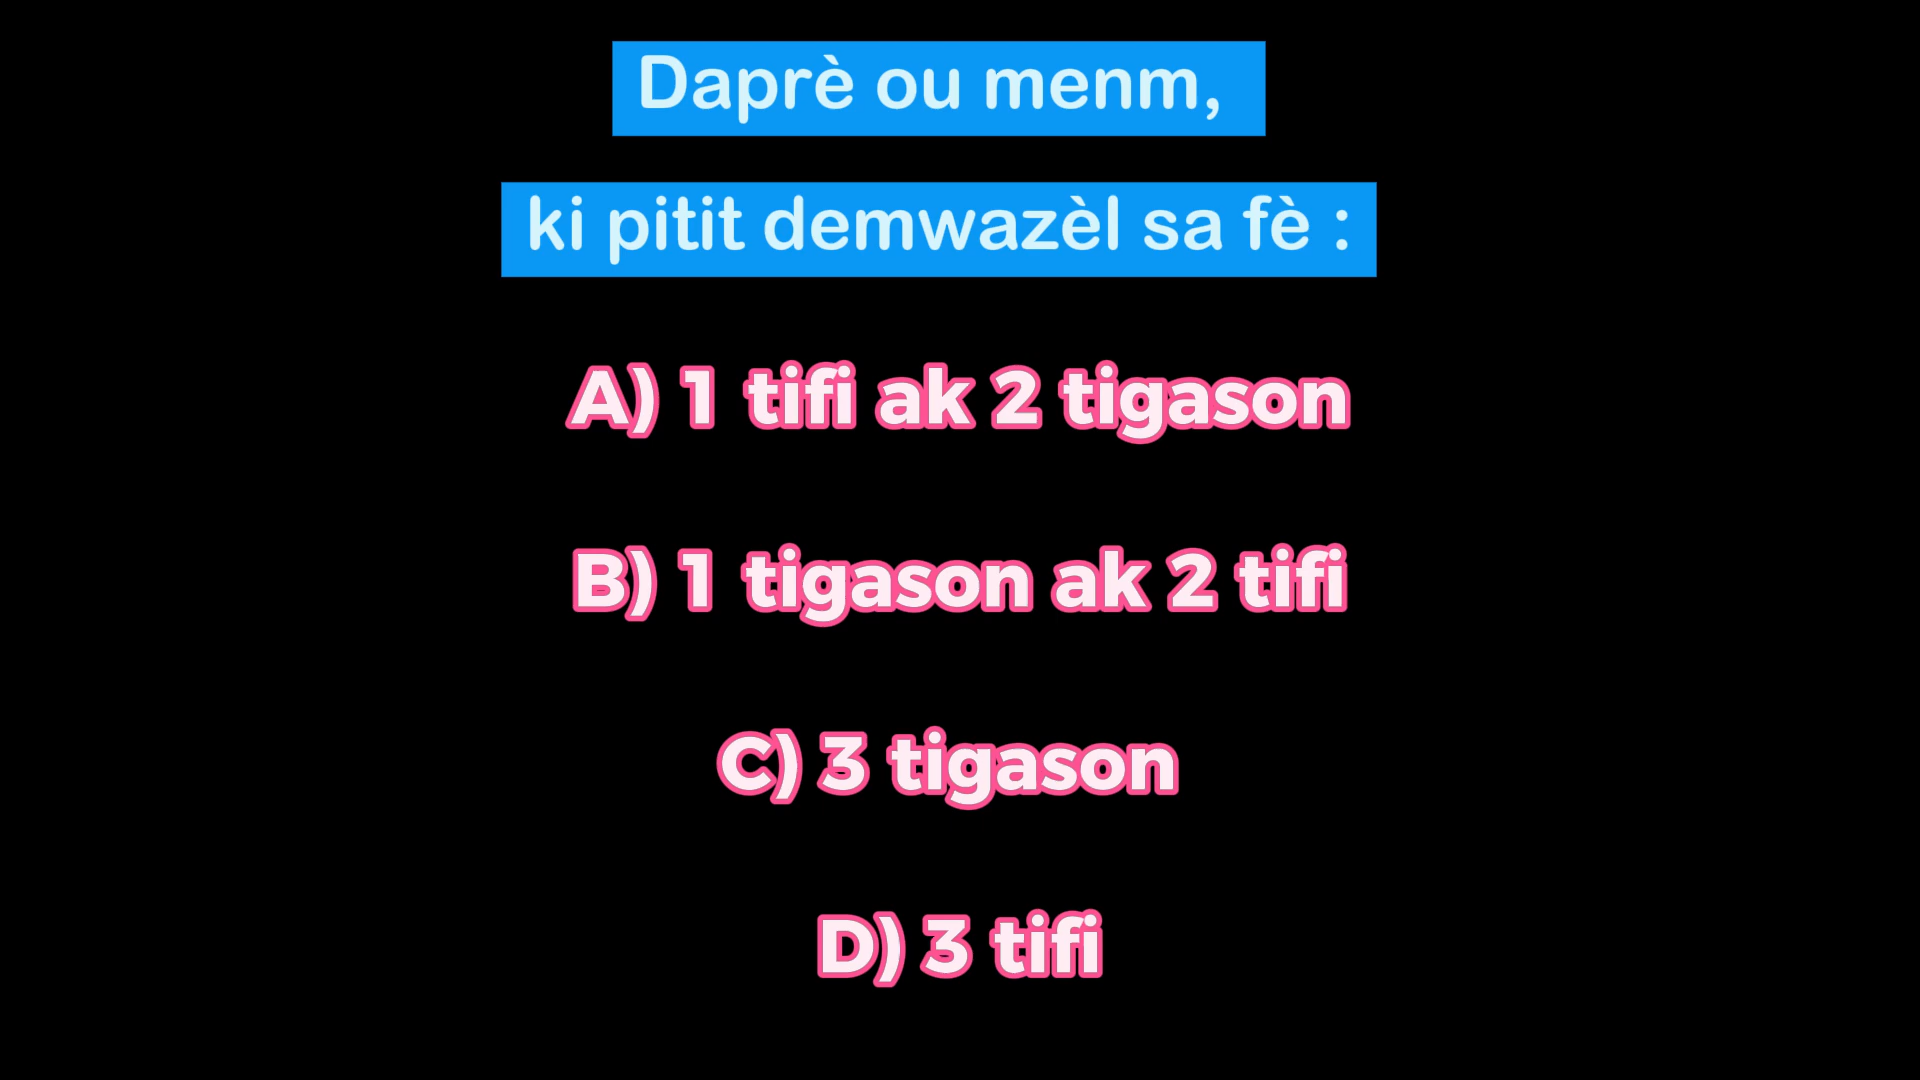 Daprè ou menm,
ki pitit demwazèl sa fè :
A) 1 tifi ak 2 tigason
B) 1 tigason ak 2 tifi
C) 3 tigason
D) 3 tifi